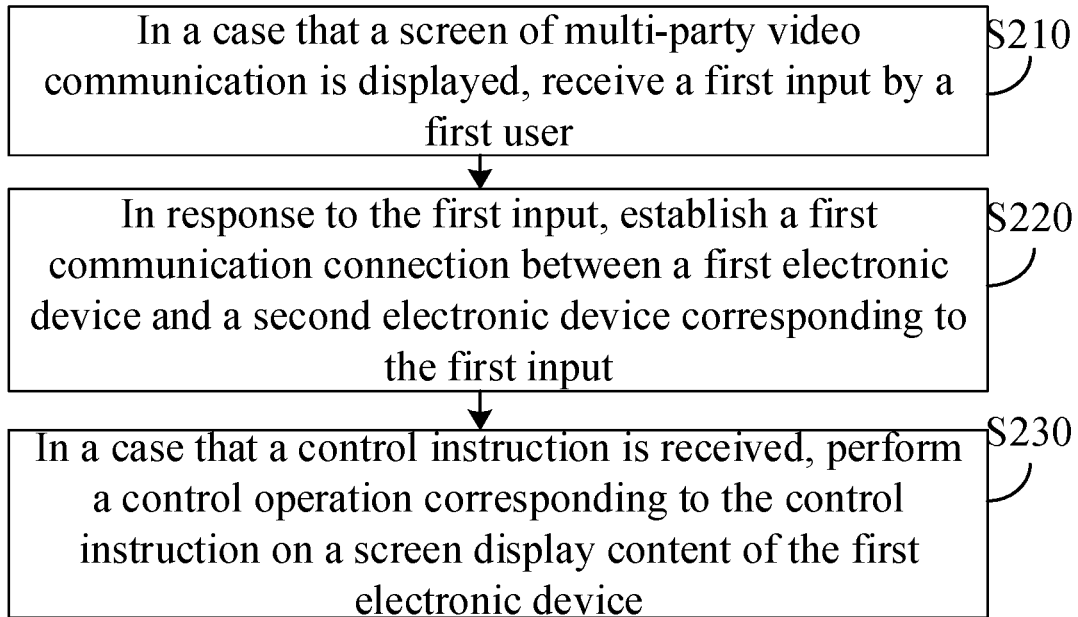 In a case that a screen of multi-party video
communication is displayed, receive a first input by a
first user
S210
In response to the first input, establish a first
communication connection between a first electronic
device and a second electronic device corresponding to
the first input
S220
In a case that a control instruction is received, perform
a control operation corresponding to the control
instruction on a screen display content of the first
electronic device
S230